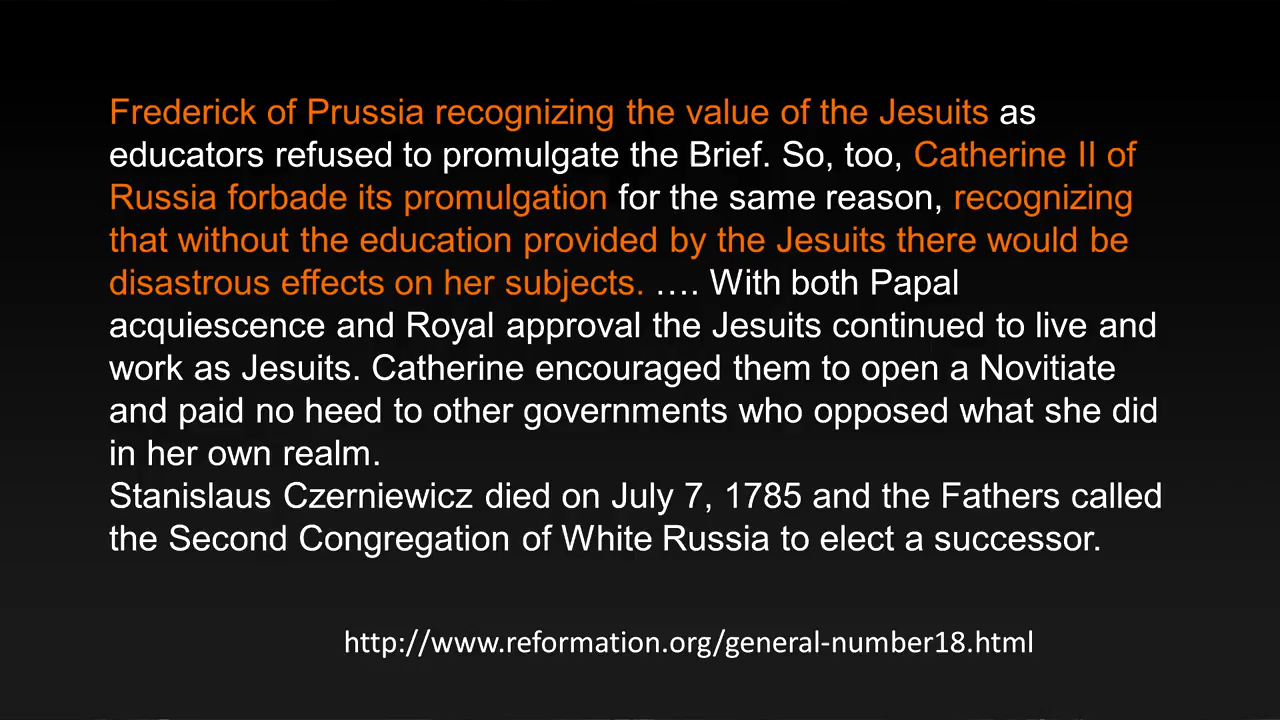 Frederick of Prussia recognizing the value of the Jesuits as
educators refused to promulgate the Brief. So, too, Catherine II of
Russia forbade its promulgation for the same reason, recognizing
that without the education provided by the Jesuits there would be
disastrous effects on her subjects. …. With both Papal
acquiescence and Royal approval the Jesuits continued to live and
work as Jesuits. Catherine encouraged them to open a Novitiate
and paid no heed to other governments who opposed what she did
in her own realm.
Stanislaus Czerniewicz died on July 7, 1785 and the Fathers called
the Second Congregation of White Russia to elect a successor.
http://www.reformation.org/general-number18.html